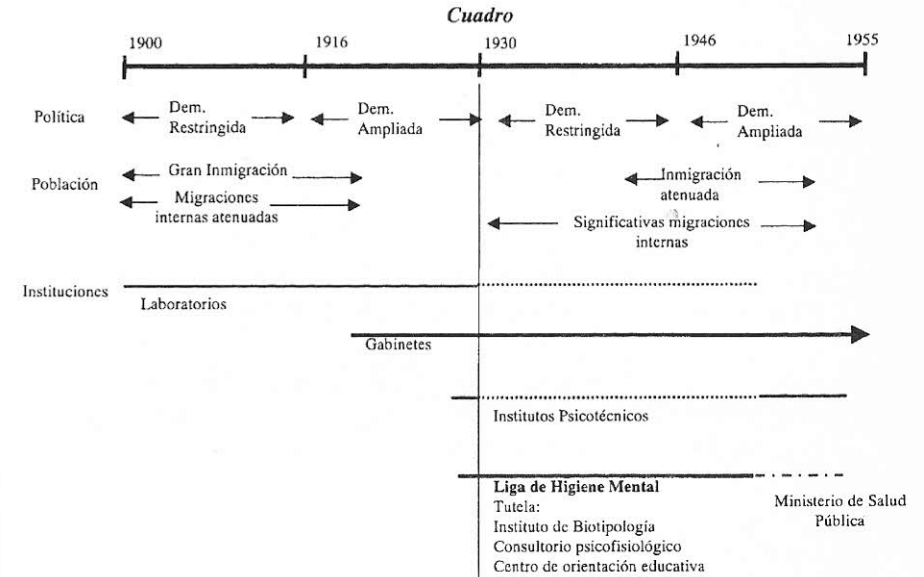 Cuadro
1900 1916 1930 1946 1955
Política
Dem.
Restringida
Dem.
Ampliada
Dem.
Restringida
Dem.
Ampliada
Población
Gran Inmigración
Migraciones
internas atenuadas
Inmigración
atenuada
Significativas migraciones
internas
Instituciones
Laboratorios
Gabinetes
Institutos Psicotécnicos
Liga de Higiene Mental
Tutela:
Instituto de Biotipología
Consultorio psicofisiológico
Centro de orientación educativa
Ministerio de Salud
Pública